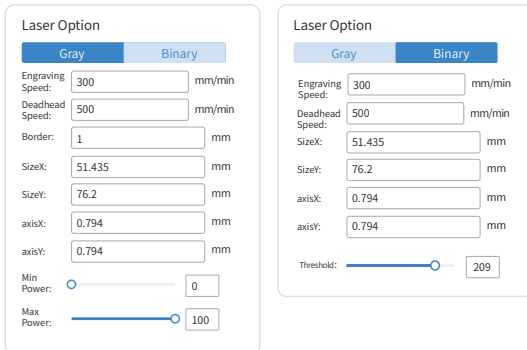 Laser Option
Gray Binary
Engraving
Speed: 300 mm/min
Deadhead
Speed: 500 mm/min
Border: 1 mm
SizeX: 51.435 mm
SizeY: 76.2 mm
axisX: 0.794 mm
axisY: 0.794 mm
Min
Power: 0
Max
Power: 100
Laser Option
Gray Binary
Engraving
Speed: 300 mm/min
Deadhead
Speed: 500 mm/min
SizeX: 51.435 mm
SizeY: 76.2 mm
axisX: 0.794 mm
axisY: 0.794 mm
Threshold: 209